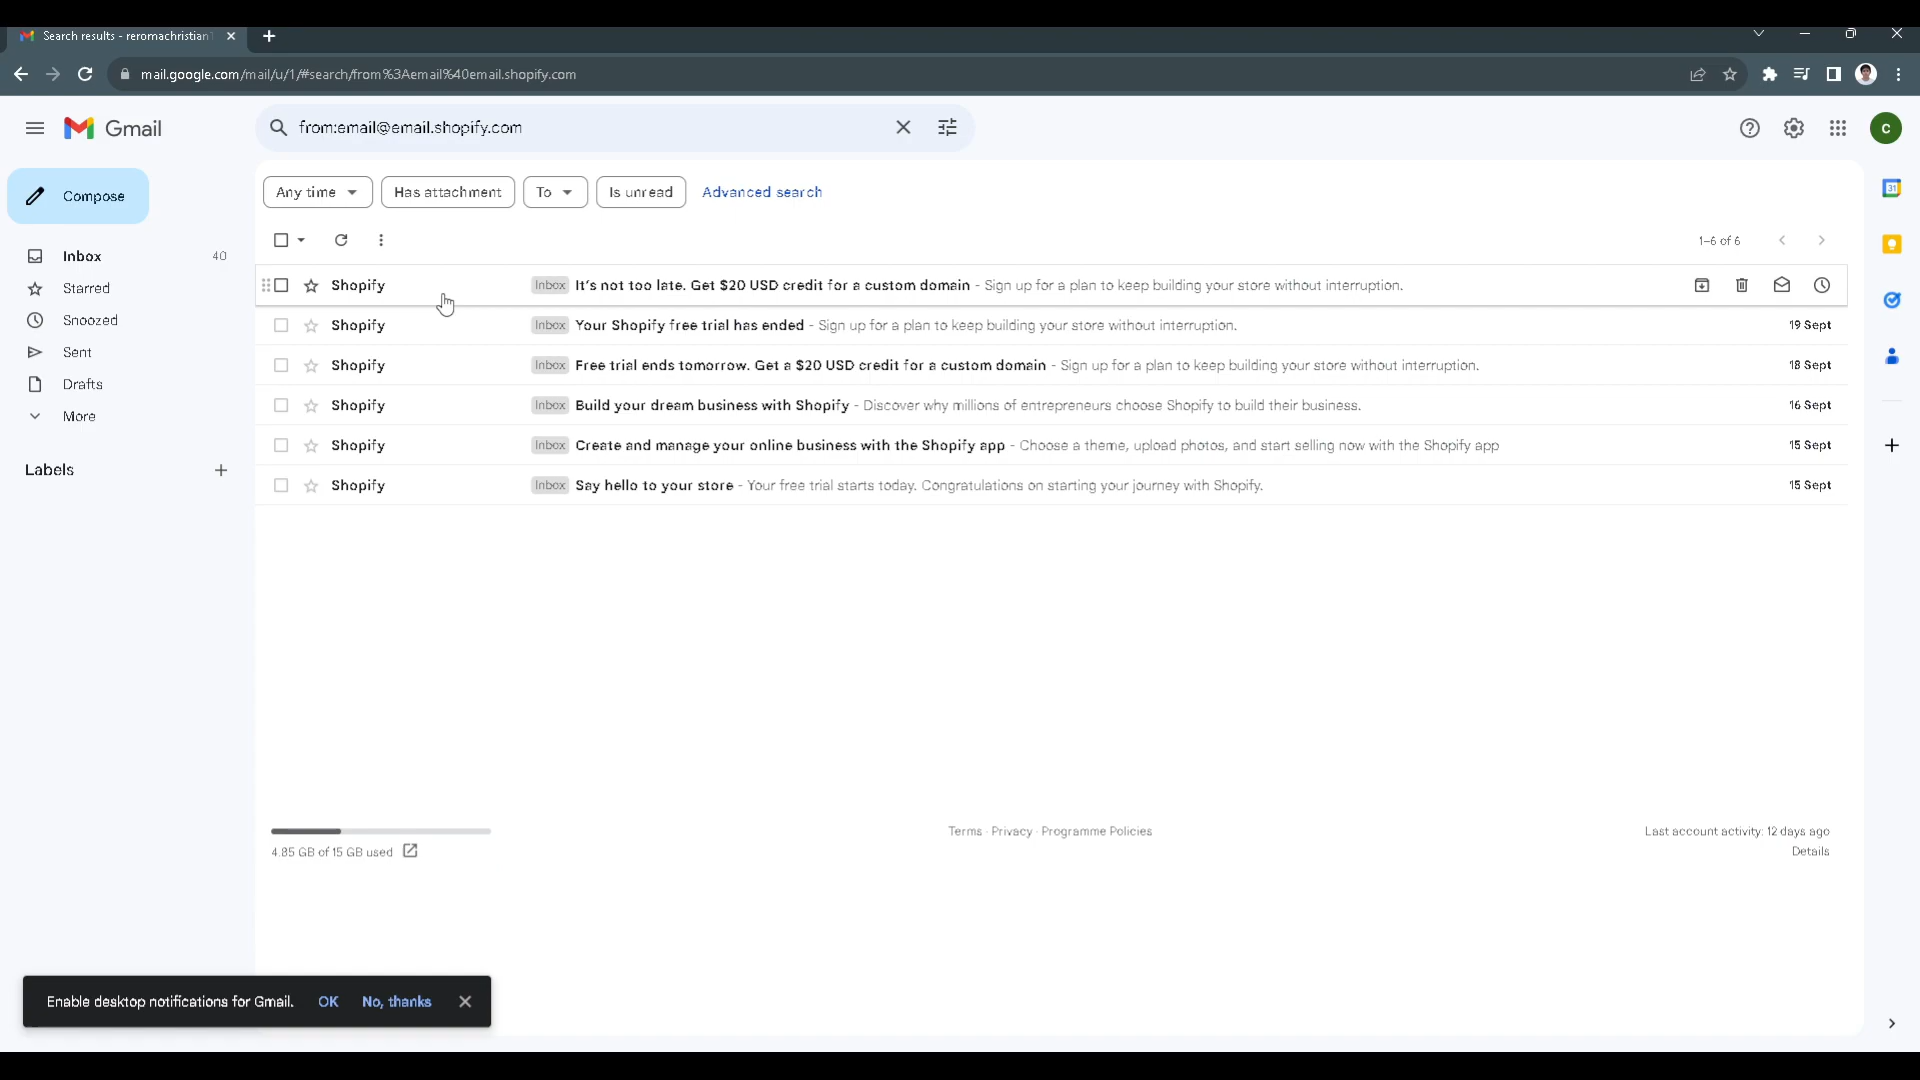 Search results - reromachristian1
mail.google.com/mail/u/1/#search/from%3Aemail%40email.shopify.com
Gmail
from:email@email.shopify.com
C
Compose
Any time
Has attachment
To
Is unread
Advanced search
1–6 of 6
Inbox 40
Starred
Snoozed
Sent
Drafts
More
Labels
Shopify Inbox It's not too late. Get $20 USD credit for a custom domain - Sign up for a plan to keep building your store without interruption.
Shopify Inbox Your Shopify free trial has ended - Sign up for a plan to keep building your store without interruption. 19 Sept
Shopify Inbox Free trial ends tomorrow. Get a $20 USD credit for a custom domain - Sign up for a plan to keep building your store without interruption. 18 Sept
Shopify Inbox Build your dream business with Shopify - Discover why millions of entrepreneurs choose Shopify to build their business. 16 Sept
Shopify Inbox Create and manage your online business with the Shopify app - Choose a theme, upload photos, and start selling now with the Shopify app 15 Sept
Shopify Inbox Say hello to your store - Your free trial starts today. Congratulations on starting your journey with Shopify. 15 Sept
31
4.85 GB of 15 GB used
Terms · Privacy · Programme Policies
Last account activity: 12 days ago
Details
Enable desktop notifications for Gmail. OK No, thanks